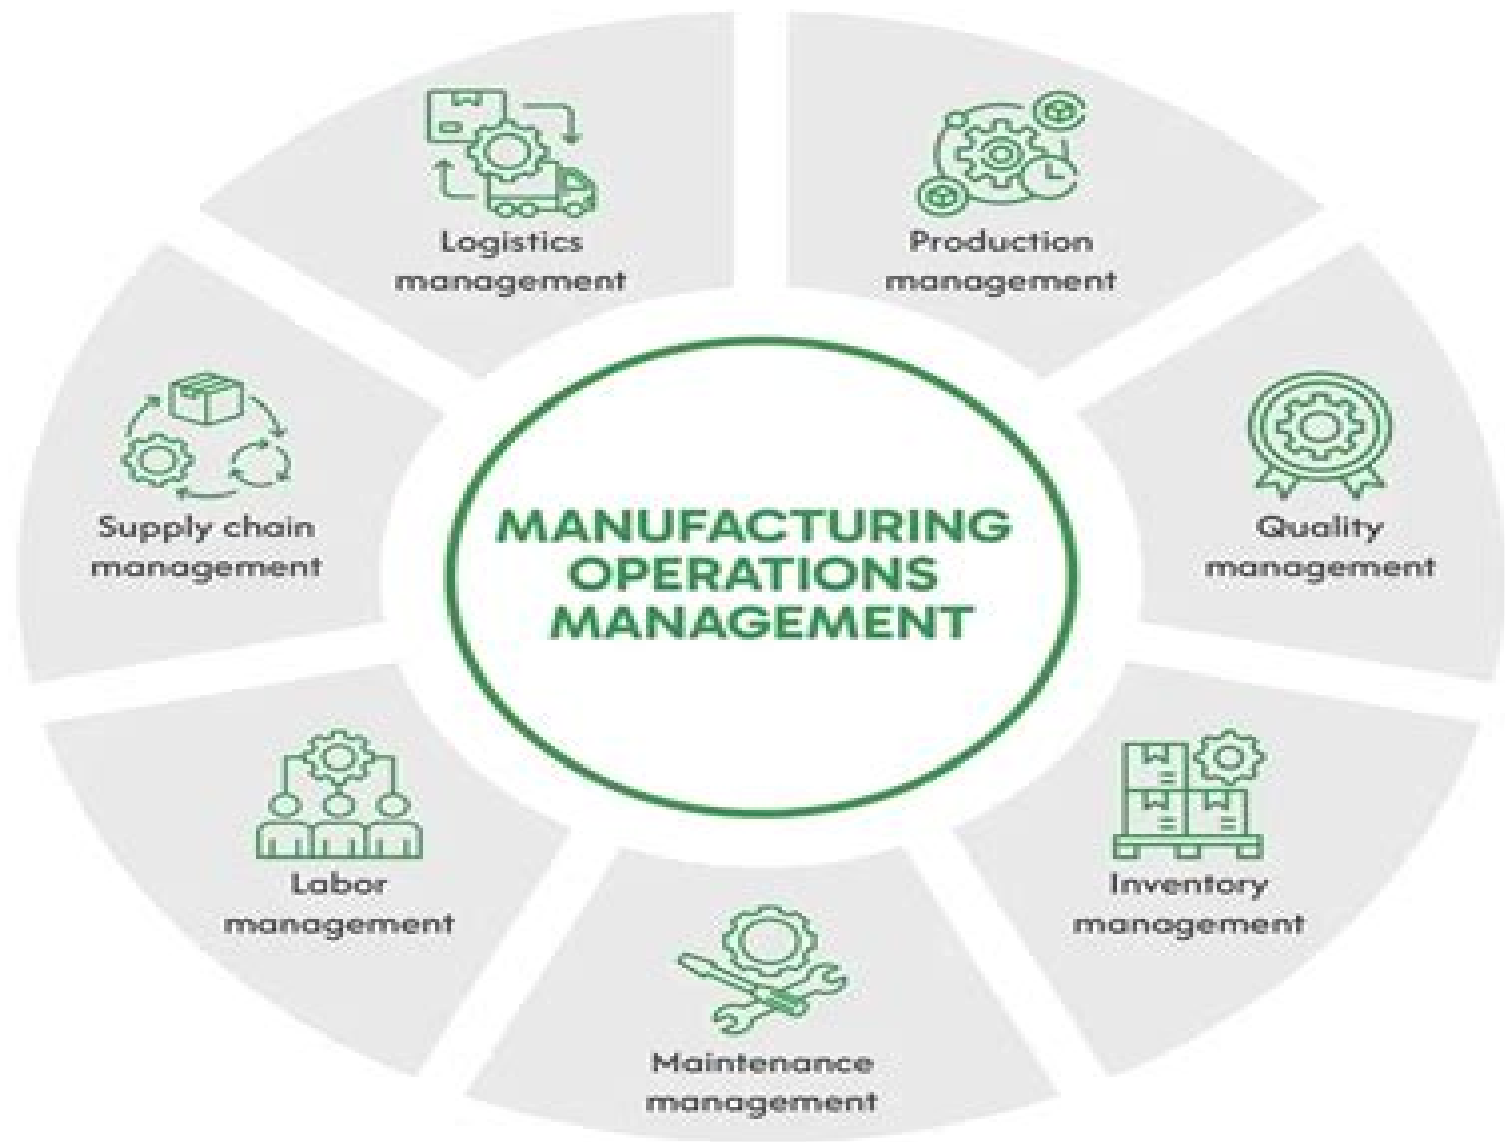 Logistics
management
Production
management
Supply chain
management
Quality
management
MANUFACTURING
OPERATIONS
MANAGEMENT
Labor
management
Inventory
management
Maintenance
management